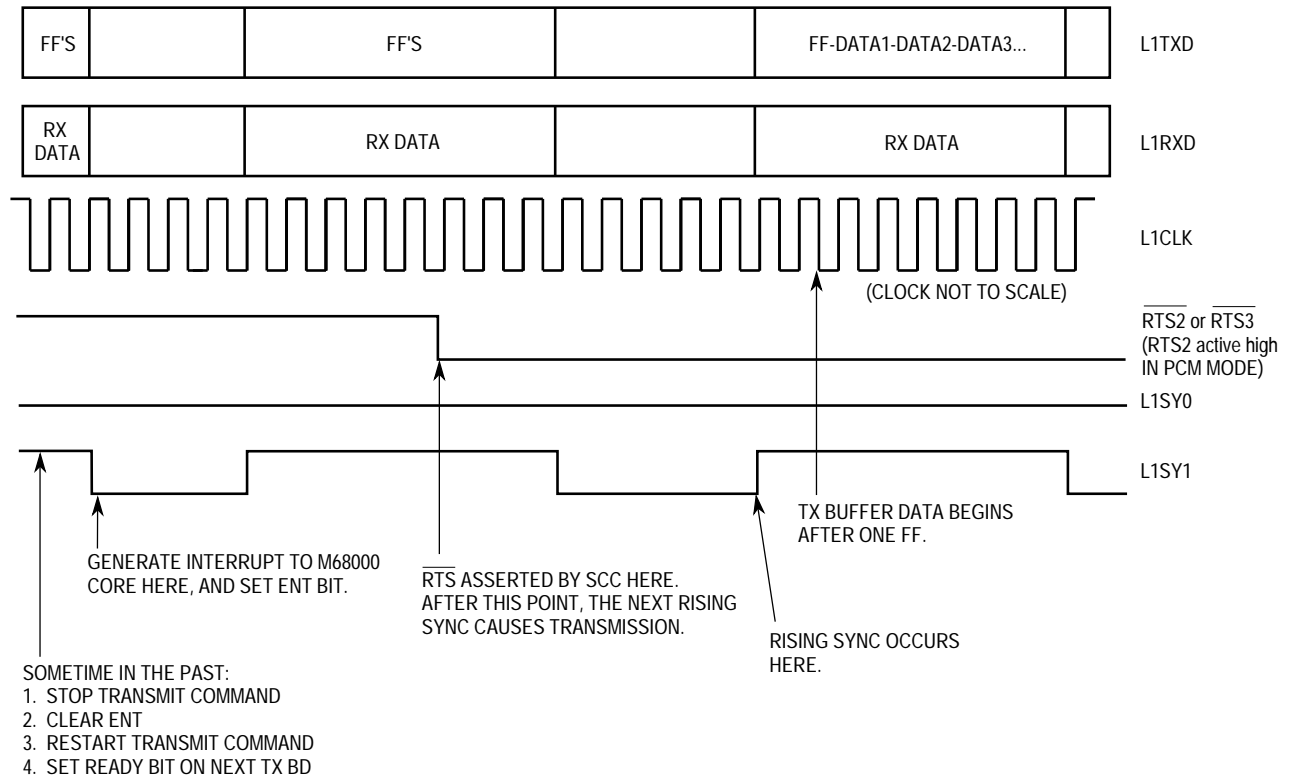 FF'S
FF'S
FF-DATA1-DATA2-DATA3...
L1TXD
RX
DATA
RX DATA
RX DATA
L1RXD
L1CLK
(CLOCK NOT TO SCALE)
RTS2 or RTS3
(RTS2 active high
IN PCM MODE)
L1SY0
L1SY1
TX BUFFER DATA BEGINS
AFTER ONE FF.
GENERATE INTERRUPT TO M68000
CORE HERE, AND SET ENT BIT.
RTS ASSERTED BY SCC HERE.
AFTER THIS POINT, THE NEXT RISING
SYNC CAUSES TRANSMISSION.
RISING SYNC OCCURS
HERE.
SOMETIME IN THE PAST:
1. STOP TRANSMIT COMMAND
2. CLEAR ENT
3. RESTART TRANSMIT COMMAND
4. SET READY BIT ON NEXT TX BD